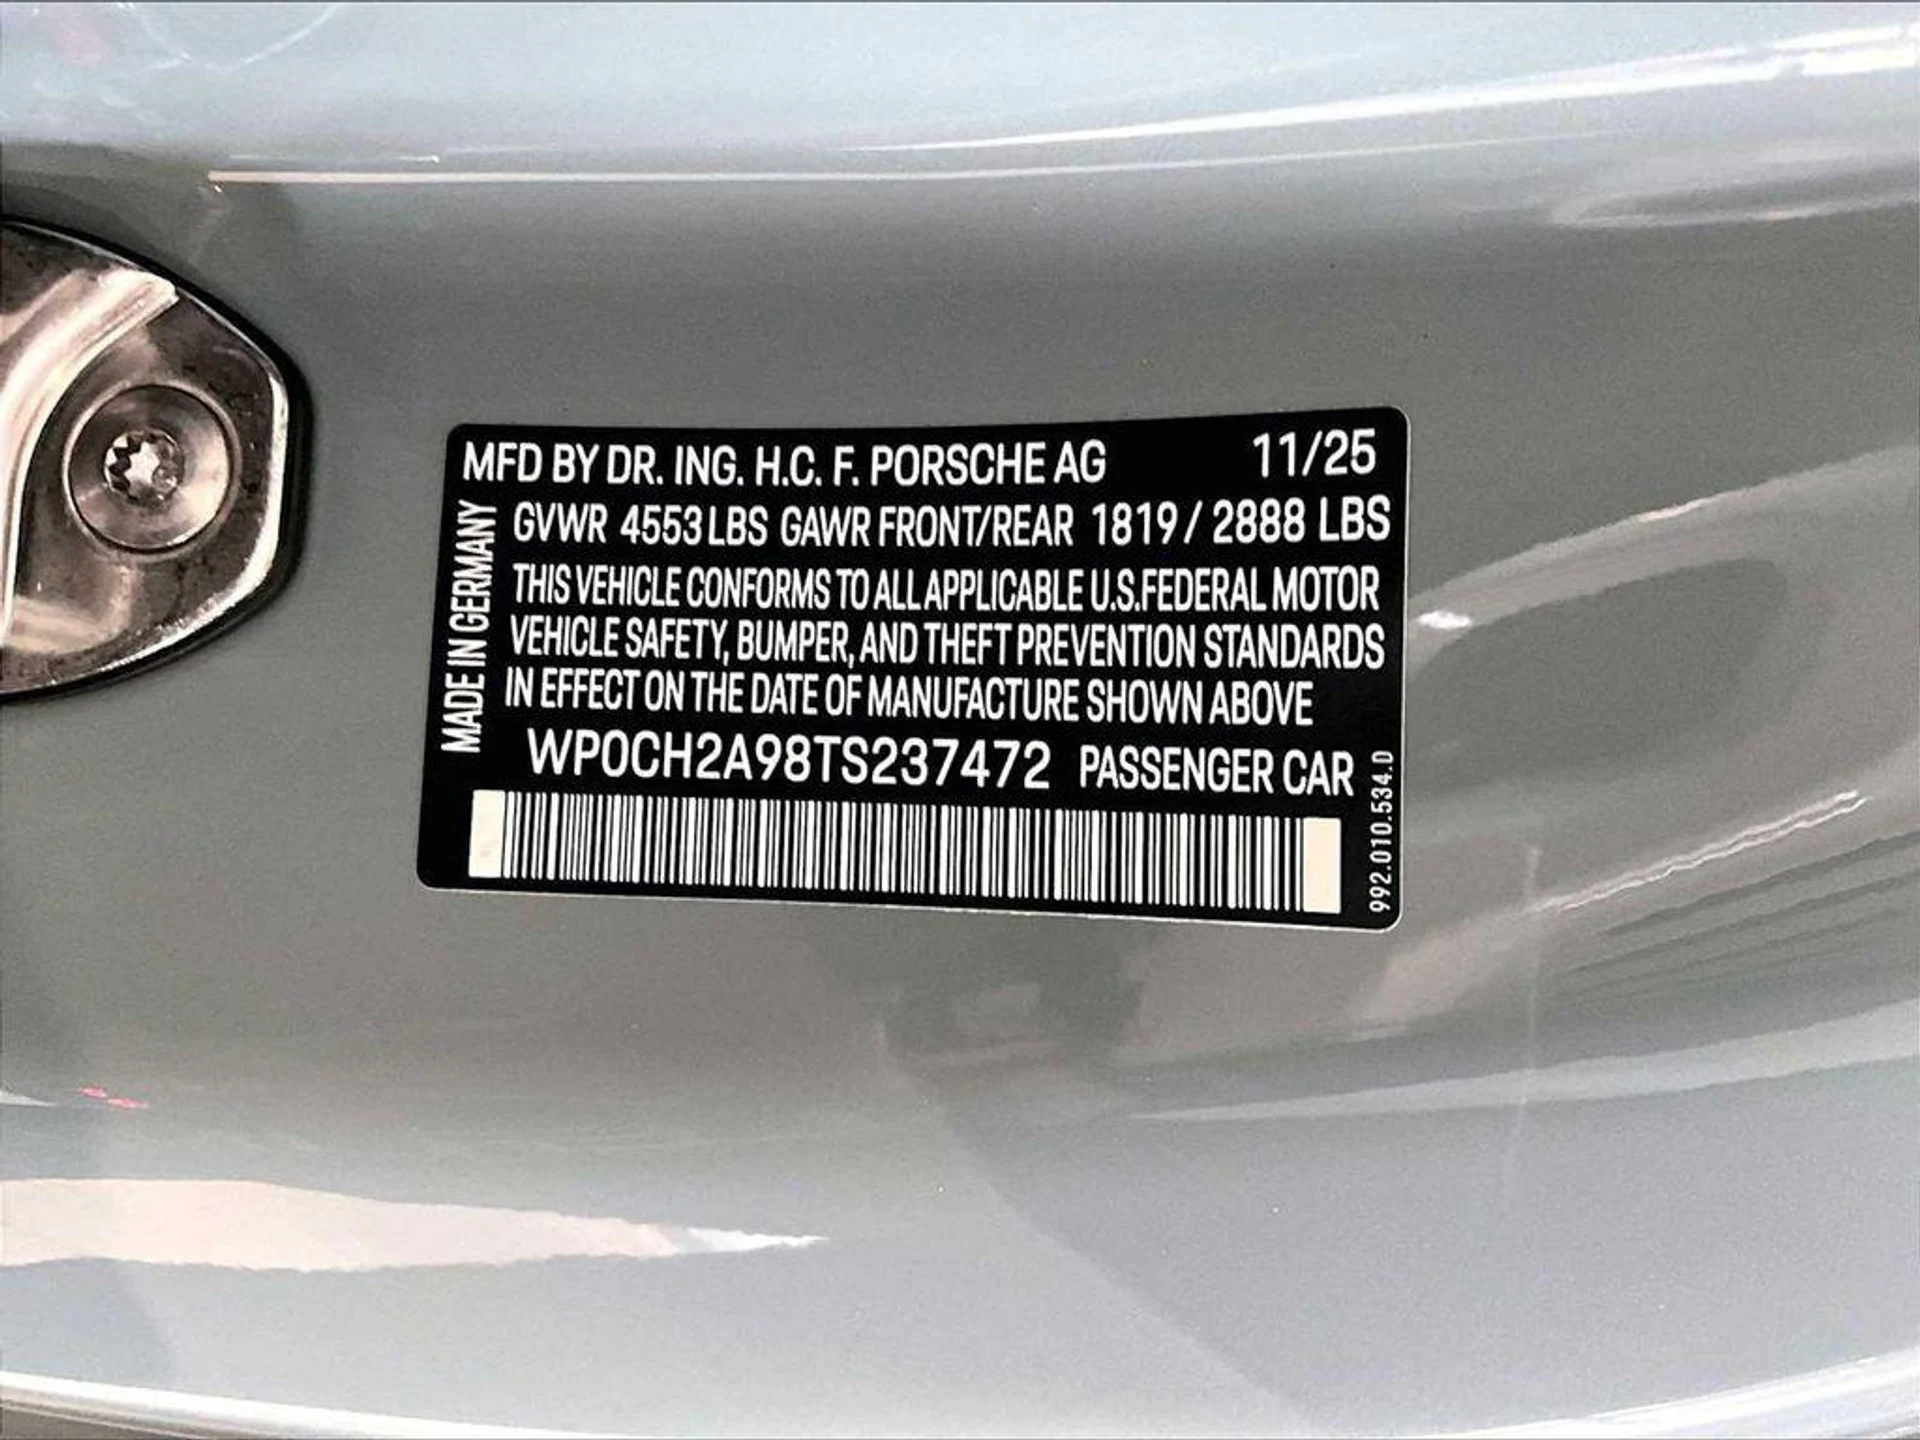 MFD BY DR. ING. H.C. F. PORSCHE AG 11/25
GVWR 4553 LBS GAWR FRONT/REAR 1819 / 2888 LBS
THIS VEHICLE CONFORMS TO ALL APPLICABLE U.S.FEDERAL MOTOR
VEHICLE SAFETY, BUMPER, AND THEFT PREVENTION STANDARDS
IN EFFECT ON THE DATE OF MANUFACTURE SHOWN ABOVE
WP0CH2A98TS237472 PASSENGER CAR
MADE IN GERMANY
992.010.534.0